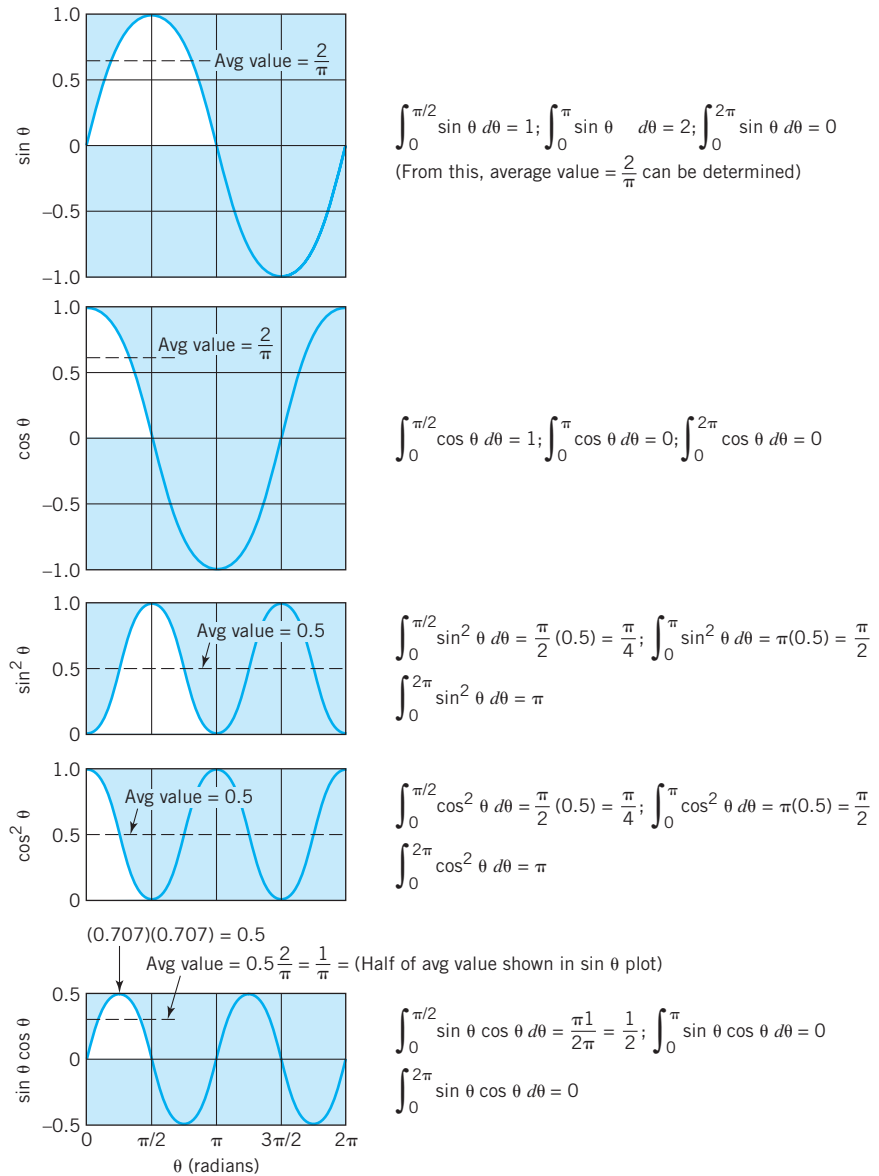 1.0
Avg value = 2/π
0.5
0
−0.5
−1.0
sin θ
∫₀^π/2 sin θ dθ = 1; ∫₀^π sin θ dθ = 2; ∫₀^2π sin θ dθ = 0
(From this, average value = 2/π can be determined)
1.0
Avg value = 2/π
0.5
0
−0.5
−1.0
cos θ
∫₀^π/2 cos θ dθ = 1; ∫₀^π cos θ dθ = 0; ∫₀^2π cos θ dθ = 0
1.0
Avg value = 0.5
0.5
0
sin² θ
∫₀^π/2 sin² θ dθ = π/2 (0.5) = π/4; ∫₀^π sin² θ dθ = π(0.5) = π/2
∫₀^2π sin² θ dθ = π
1.0
Avg value = 0.5
0.5
0
cos² θ
∫₀^π/2 cos² θ dθ = π/2 (0.5) = π/4; ∫₀^π cos² θ dθ = π(0.5) = π/2
∫₀^2π cos² θ dθ = π
(0.707)(0.707) = 0.5
Avg value = 0.5 2/π = 1/π = (Half of avg value shown in sin θ plot)
0.5
0
−0.5
sin θ cos θ
∫₀^π/2 sin θ cos θ dθ = π1/2π = 1/2; ∫₀^π sin θ cos θ dθ = 0
∫₀^2π sin θ cos θ dθ = 0
0 π/2 π 3π/2 2π
θ (radians)